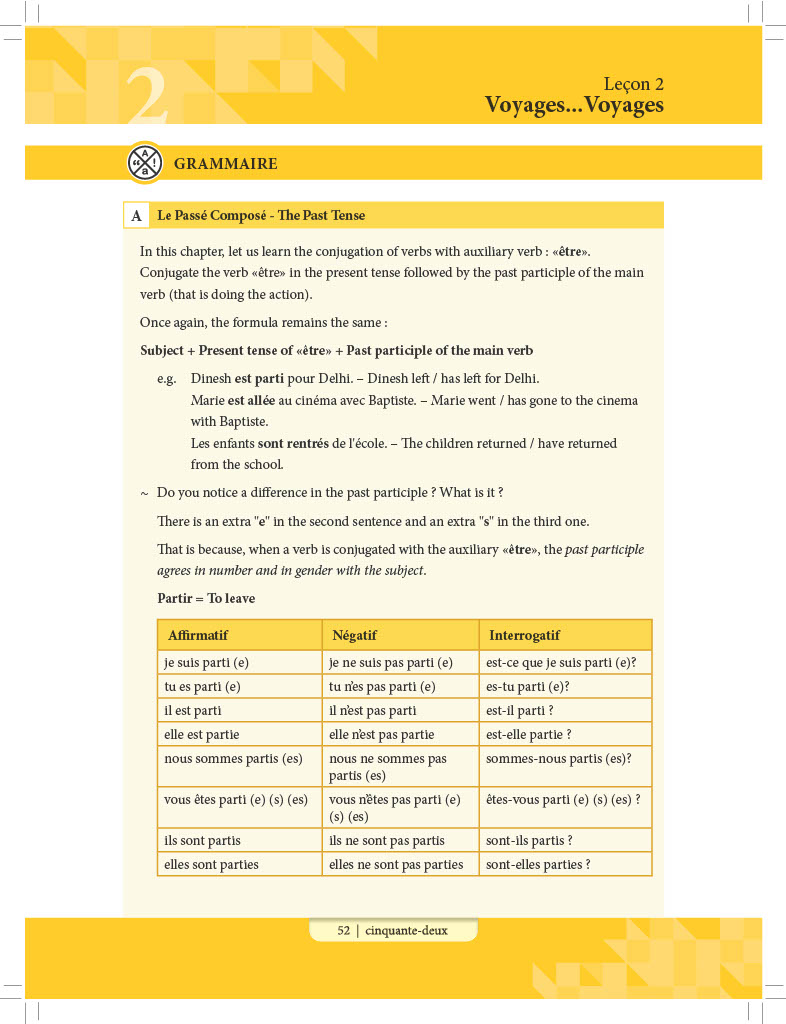 2
Leçon 2
Voyages...Voyages
GRAMMAIRE
A Le Passé Composé - The Past Tense
In this chapter, let us learn the conjugation of verbs with auxiliary verb : «être».
Conjugate the verb «être» in the present tense followed by the past participle of the main
verb (that is doing the action).
Once again, the formula remains the same :
Subject + Present tense of «être» + Past participle of the main verb
e.g. Dinesh est parti pour Delhi. – Dinesh left / has left for Delhi.
Marie est allée au cinéma avec Baptiste. – Marie went / has gone to the cinema
with Baptiste.
Les enfants sont rentrés de l'école. – The children returned / have returned
from the school.
~ Do you notice a difference in the past participle ? What is it ?
There is an extra "e" in the second sentence and an extra "s" in the third one.
That is because, when a verb is conjugated with the auxiliary «être», the past participle
agrees in number and in gender with the subject.
Partir = To leave
Affirmatif Négatif Interrogatif
je suis parti (e) je ne suis pas parti (e) est-ce que je suis parti (e)?
tu es parti (e) tu n'es pas parti (e) es-tu parti (e)?
il est parti il n'est pas parti est-il parti ?
elle est partie elle n'est pas partie est-elle partie ?
nous sommes partis (es) nous ne sommes pas sommes-nous partis (es)?
partis (es)
vous êtes parti (e) (s) (es) vous n'êtes pas parti (e) êtes-vous parti (e) (s) (es) ?
(s) (es)
ils sont partis ils ne sont pas partis sont-ils partis ?
elles sont parties elles ne sont pas parties sont-elles parties ?
52 | cinquante-deux